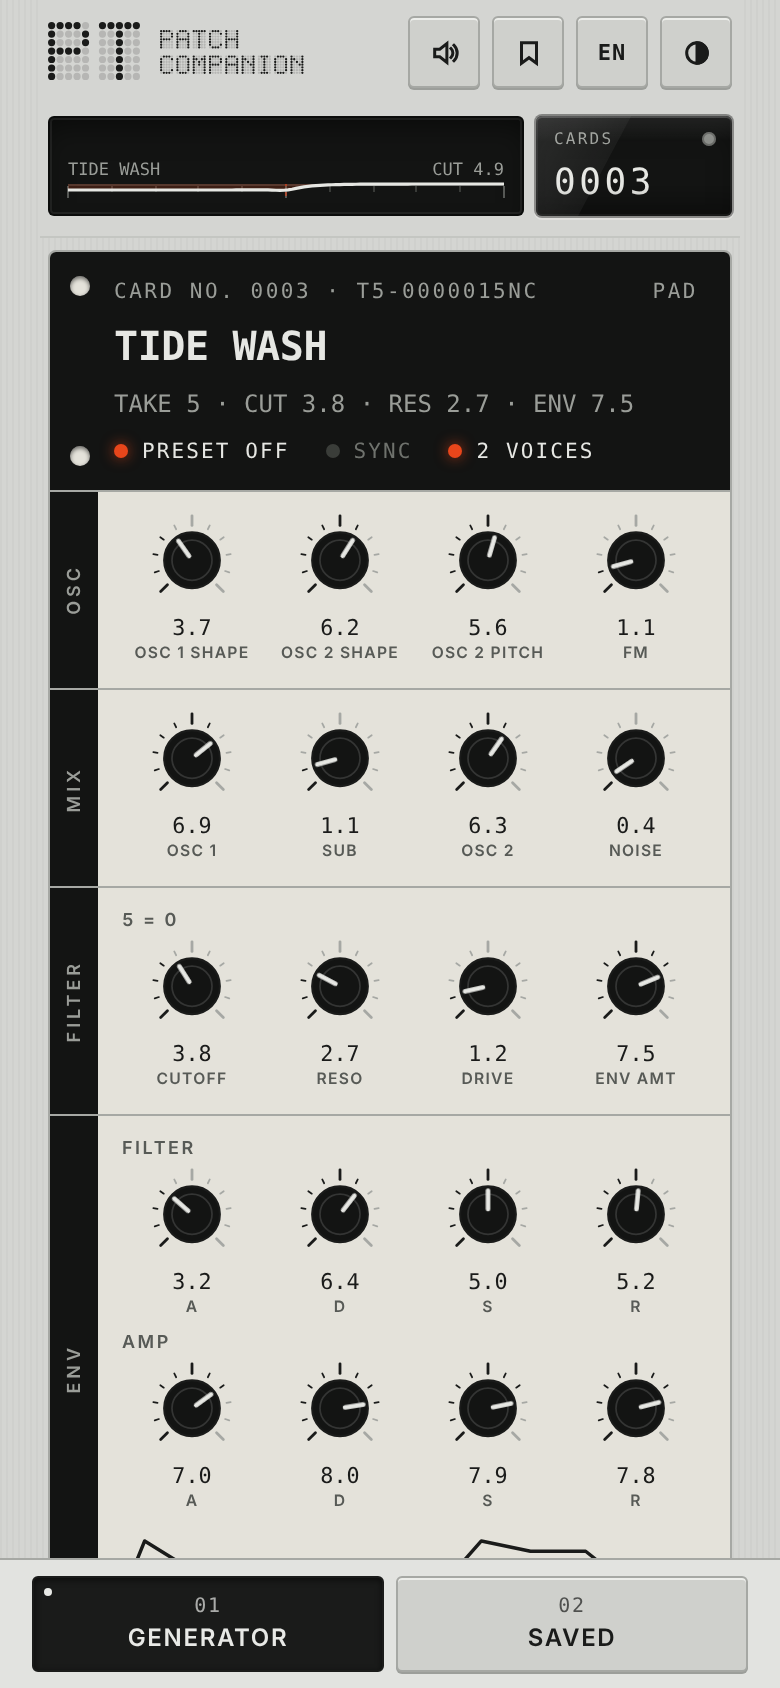 PT PATCH COMPANION
EN
TIDE WASH CUT 4.9
CARDS
0003
CARD NO. 0003 · T5-0000015NC PAD
TIDE WASH
TAKE 5 · CUT 3.8 · RES 2.7 · ENV 7.5
PRESET OFF SYNC 2 VOICES
OSC
3.7 6.2 5.6 1.1
OSC 1 SHAPE OSC 2 SHAPE OSC 2 PITCH FM
MIX
6.9 1.1 6.3 0.4
OSC 1 SUB OSC 2 NOISE
FILTER
5 = 0
3.8 2.7 1.2 7.5
CUTOFF RESO DRIVE ENV AMT
ENV
FILTER
3.2 6.4 5.0 5.2
A D S R
AMP
7.0 8.0 7.9 7.8
A D S R
01 02
GENERATOR SAVED